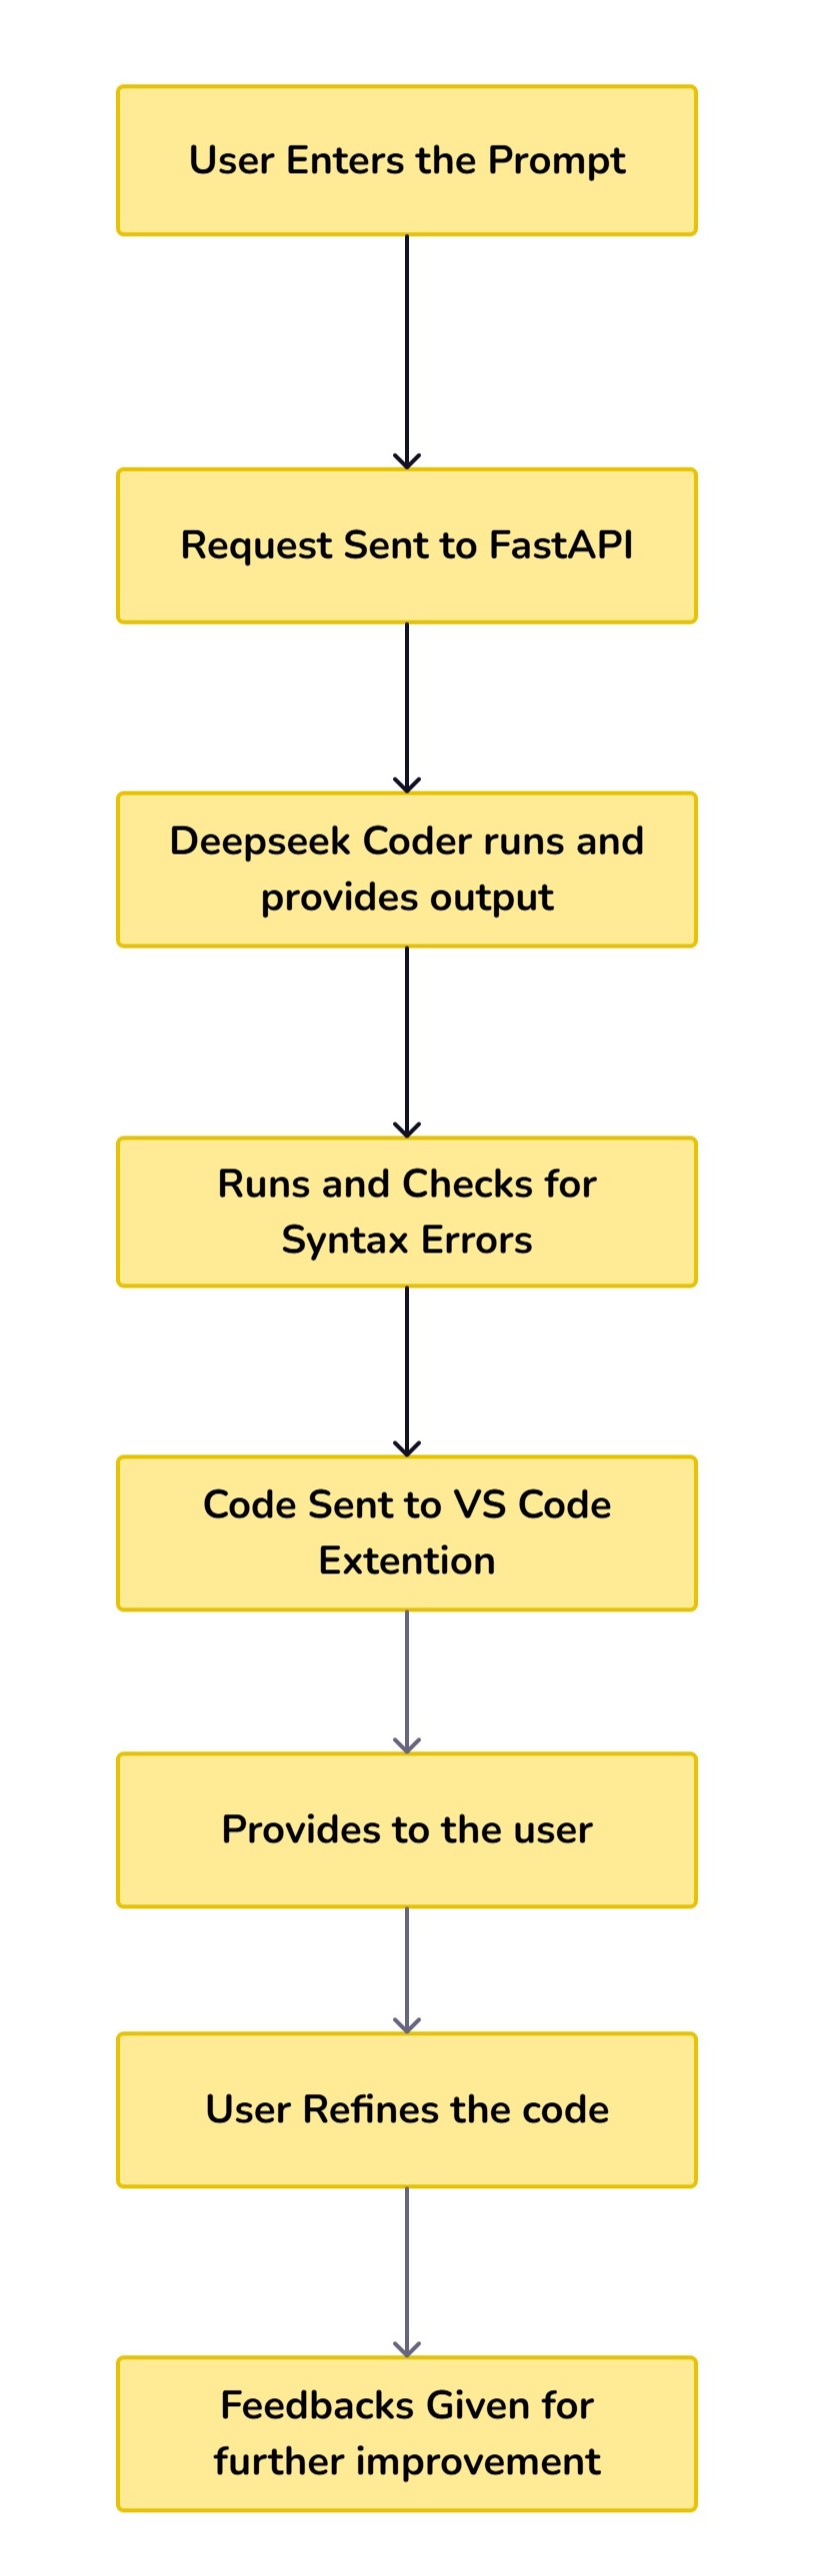 User Enters the Prompt
Request Sent to FastAPI
Deepseek Coder runs and
provides output
Runs and Checks for
Syntax Errors
Code Sent to VS Code
Extention
Provides to the user
User Refines the code
Feedbacks Given for
further improvement